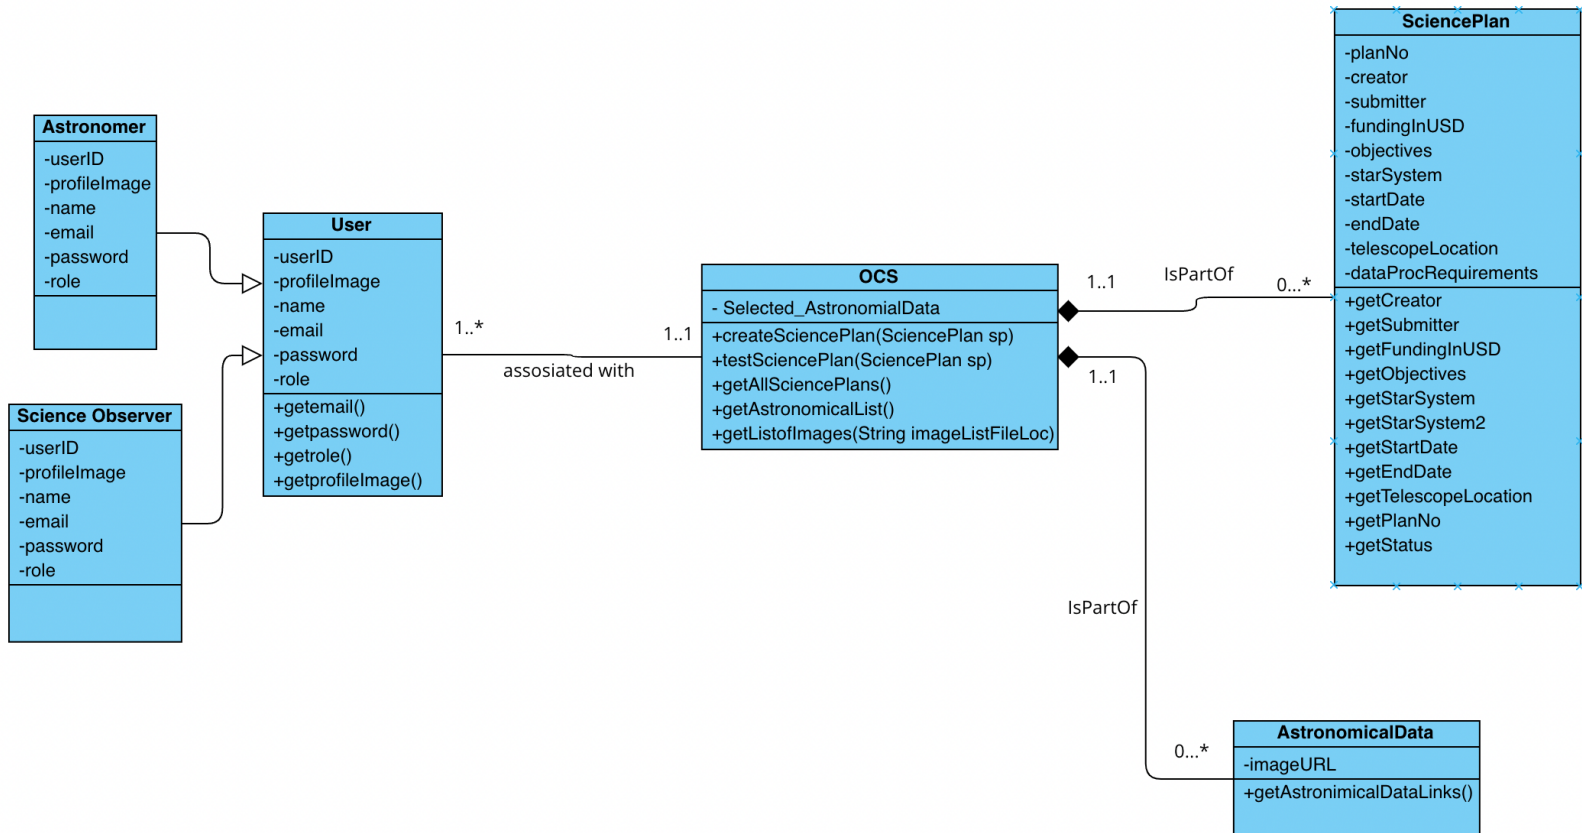 Astronomer
-userID
-profileImage
-name
-email
-password
-role
Science Observer
-userID
-profileImage
-name
-email
-password
-role
User
-userID
-profileImage
-name
-email
-password
-role
+getemail()
+getpassword()
+getrole()
+getprofileImage()
1..*
1..1
assosiated with
OCS
- Selected_AstronomialData
+createSciencePlan(SciencePlan sp)
+testSciencePlan(SciencePlan sp)
+getAllSciencePlans()
+getAstronomicalList()
+getListofImages(String imageListFileLoc)
1..1
IsPartOf
0...*
1..1
IsPartOf
0...*
SciencePlan
-planNo
-creator
-submitter
-fundingInUSD
-objectives
-starSystem
-startDate
-endDate
-telescopeLocation
-dataProcRequirements
+getCreator
+getSubmitter
+getFundingInUSD
+getObjectives
+getStarSystem
+getStarSystem2
+getStartDate
+getEndDate
+getTelescopeLocation
+getPlanNo
+getStatus
AstronomicalData
-imageURL
+getAstronimicalDataLinks()